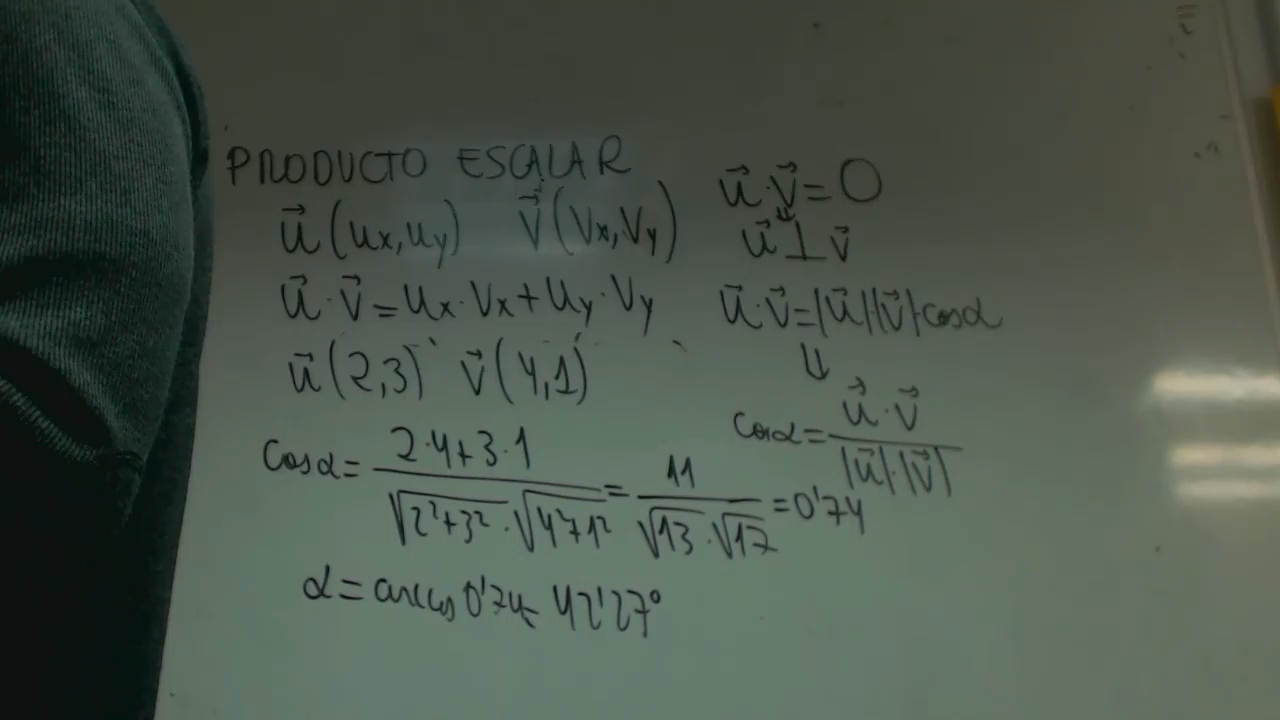 PRODUCTO ESCALAR
u⃗(ux,uy) v⃗(Vx,Vy)
u⃗·v⃗=ux·Vx+uy·Vy
u⃗(2,3) v⃗(4,1)
cosα= (2·4+3·1)/(√(2²+3²)·√(4²+1²)) = 11/(√13·√17) =0'74
α=arccos 0'74= 42'27°
u⃗·v⃗=0
⇓
u⃗⊥v⃗
u⃗·v⃗=|u⃗|·|v⃗|·cosα
⇓
cosα= (u⃗·v⃗)/(|u⃗|·|v⃗|)